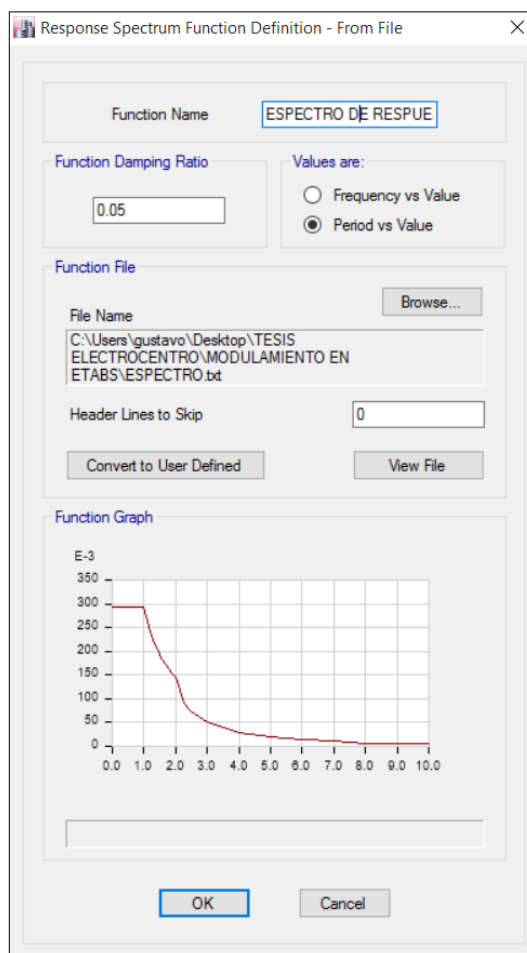 Response Spectrum Function Definition - From File
Function Name
ESPECTRO DE RESPUE
Function Damping Ratio
0.05
Values are:
Frequency vs Value
Period vs Value
Function File
Browse...
File Name
C:\Users\gustavo\Desktop\TESIS
ELECTROCENTRO\MODULAMIENTO EN
ETABS\ESPECTRO.txt
Header Lines to Skip
0
Convert to User Defined
View File
Function Graph
E-3
350
300
250
200
150
100
50
0
0.0 1.0 2.0 3.0 4.0 5.0 6.0 7.0 8.0 9.0 10.0
OK
Cancel